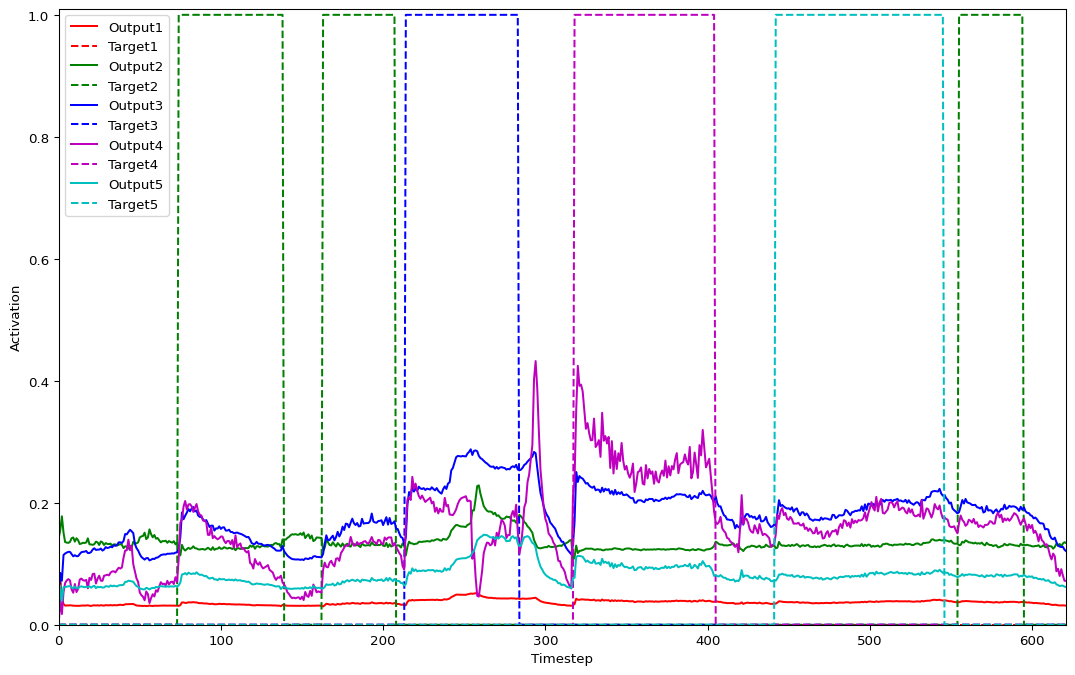 1.0
0.8
0.6
0.4
0.2
0.0
Activation
Output1
Target1
Output2
Target2
Output3
Target3
Output4
Target4
Output5
Target5
0 100 200 300 400 500 600
Timestep